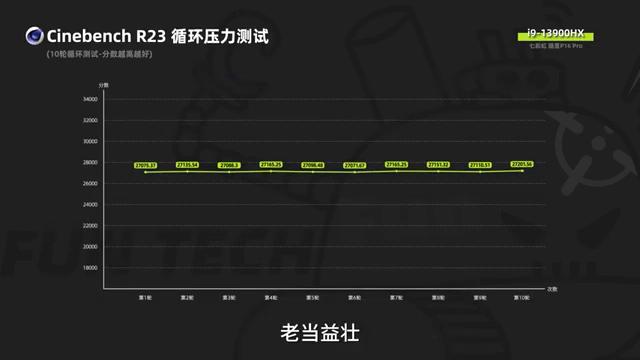 Cinebench R23 循环压力测试
i9-13900HX
(10轮循环测试-分数越高越好)
七彩虹 隐星P16 Pro
分数
34000
32000
30000
28000
26000
24000
22000
20000
18000
27075.37 27135.54 27088.3 27165.25 27098.48 27071.67 27165.25 27151.32 27110.51 27201.56
第1轮 第2轮 第3轮 第4轮 第5轮 第6轮 第7轮 第8轮 第9轮 第10轮
次数
FUN TECH
老当益壮